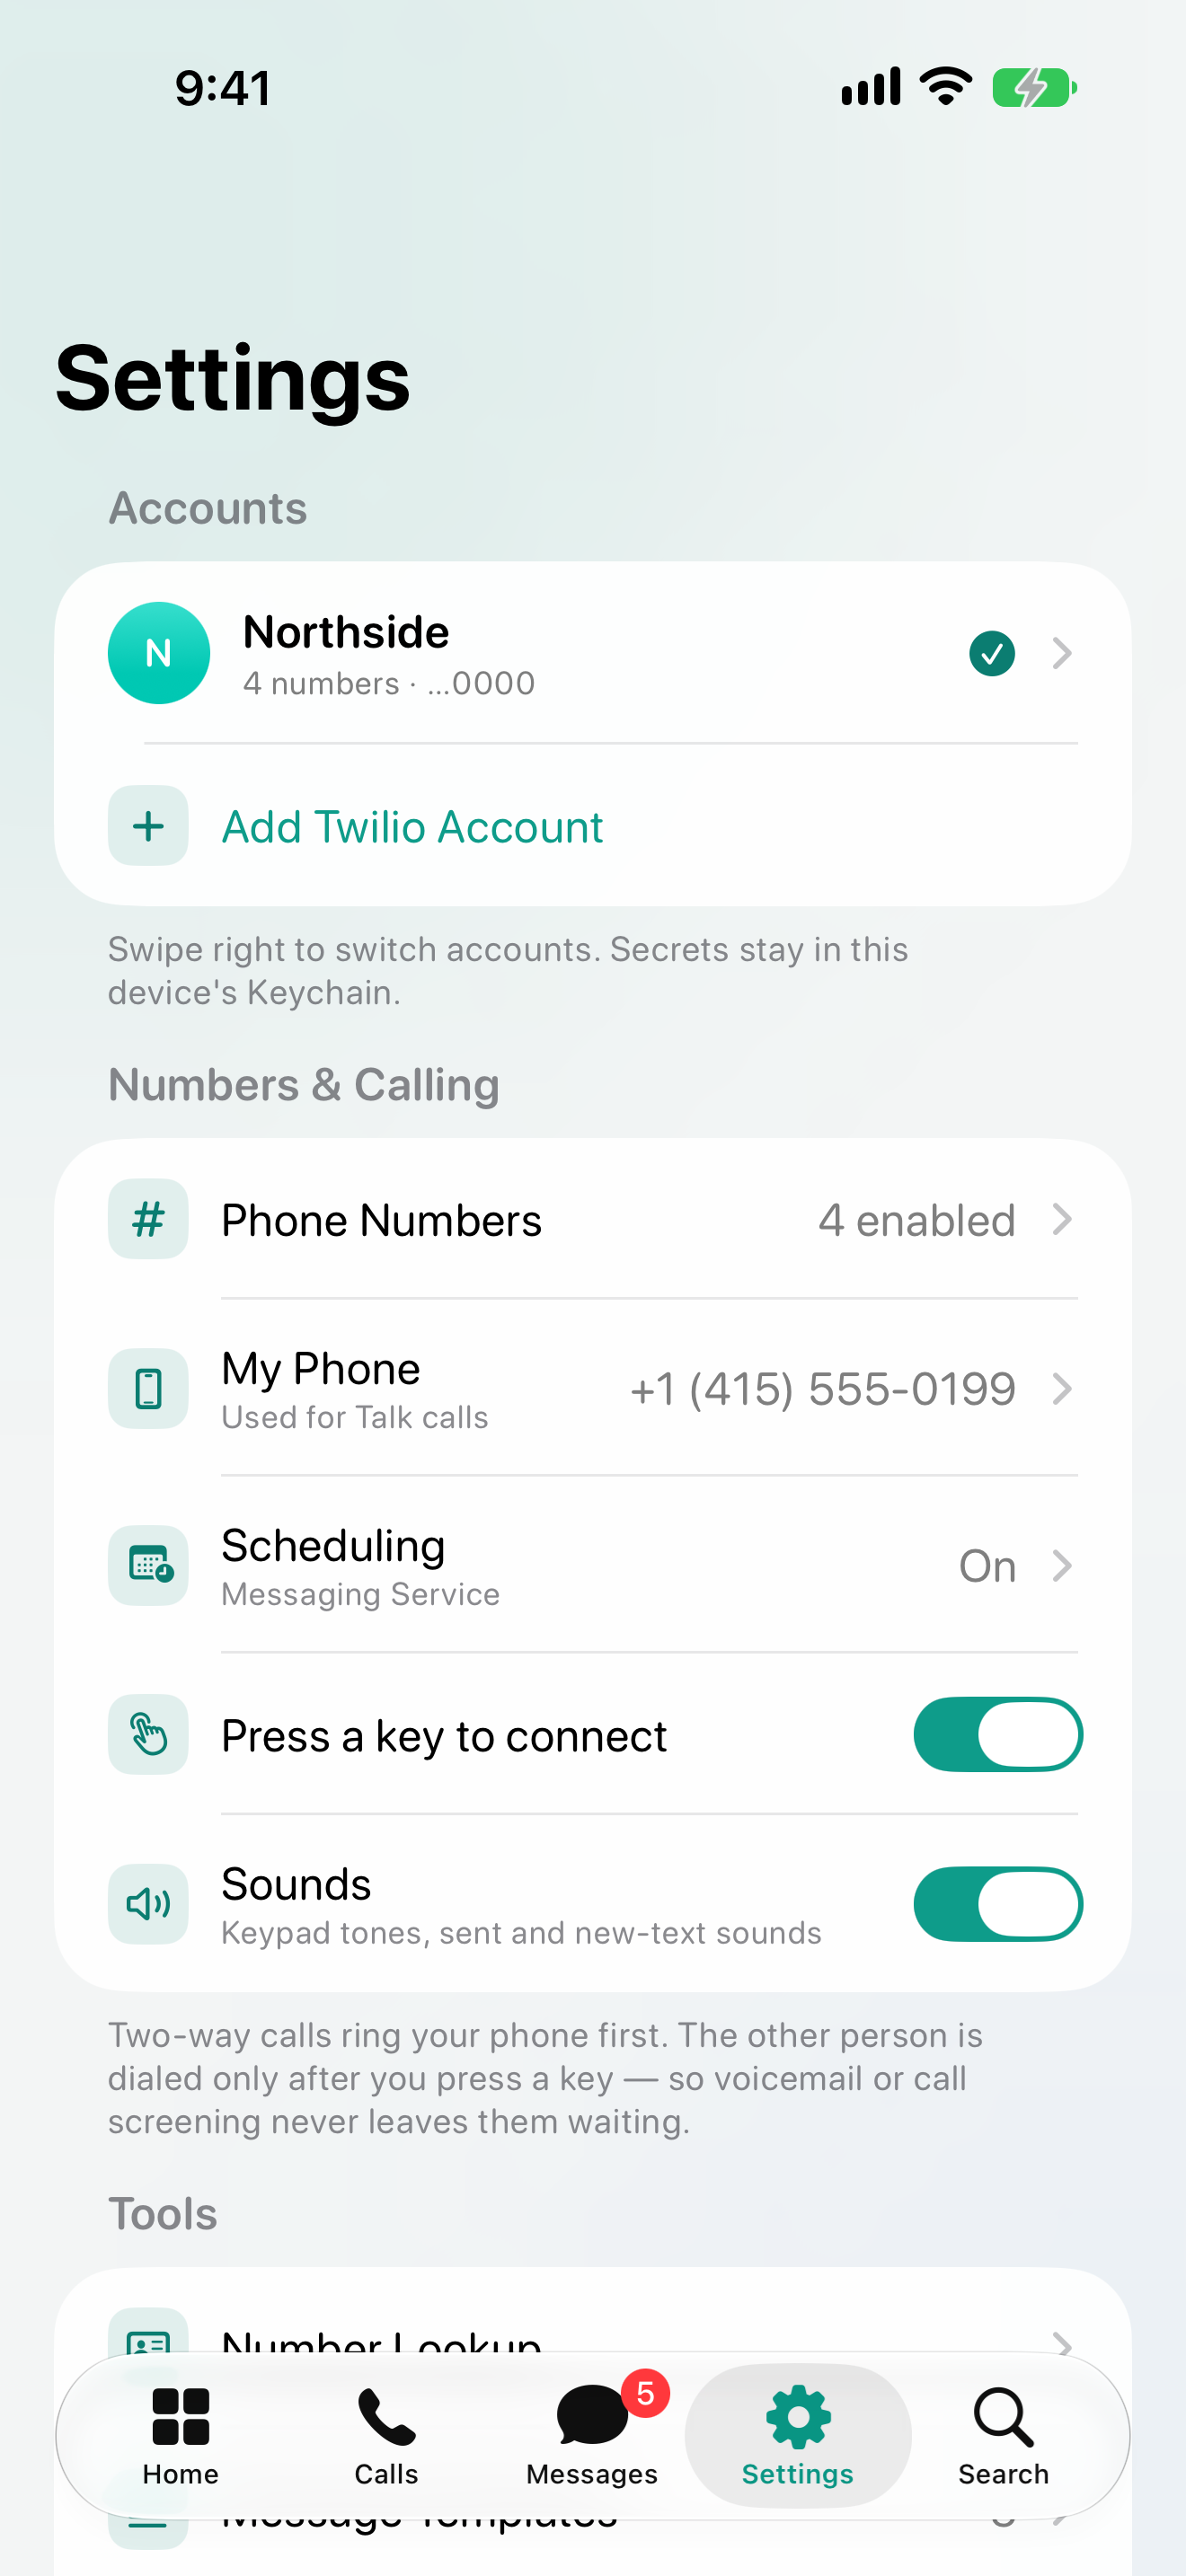 9:41
Settings
Accounts
N
Northside
4 numbers · ...0000
Add Twilio Account
Swipe right to switch accounts. Secrets stay in this
device's Keychain.
Numbers & Calling
Phone Numbers
4 enabled
My Phone
Used for Talk calls
+1 (415) 555-0199
Scheduling
Messaging Service
On
Press a key to connect
Sounds
Keypad tones, sent and new-text sounds
Two-way calls ring your phone first. The other person is
dialed only after you press a key — so voicemail or call
screening never leaves them waiting.
Tools
Number Lookup
5
Home
Calls
Messages
Settings
Search
Message Templates